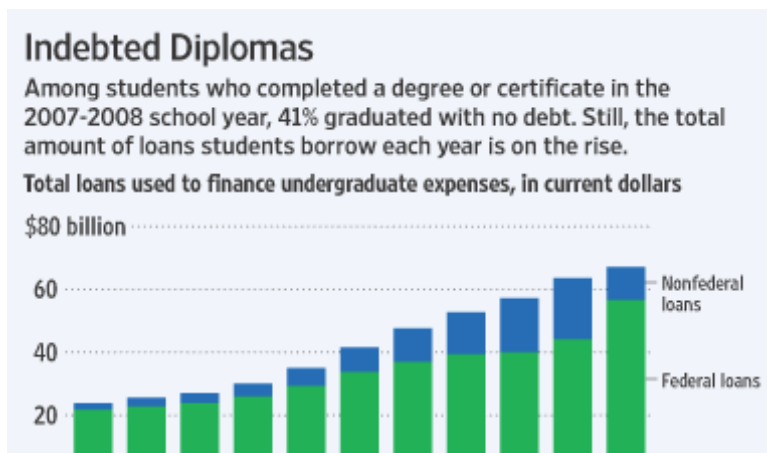 Indebted Diplomas
Among students who completed a degree or certificate in the
2007-2008 school year, 41% graduated with no debt. Still, the total
amount of loans students borrow each year is on the rise.
Total loans used to finance undergraduate expenses, in current dollars
$80 billion
60
Nonfederal
loans
40
Federal loans
20